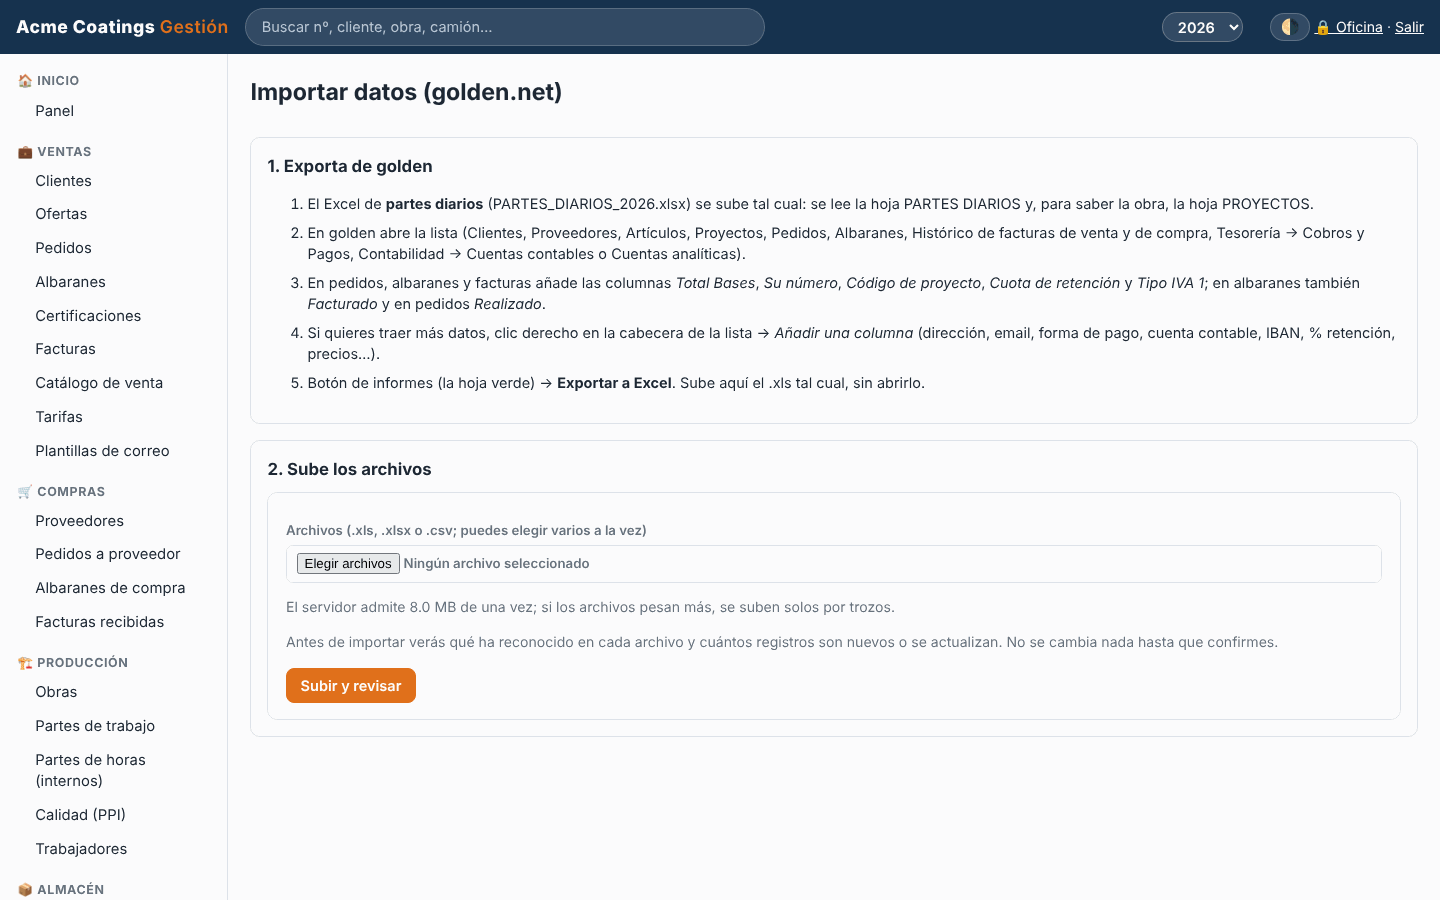 Acme Coatings Gestión
Buscar nº, cliente, obra, camión...
2026
Oficina · Salir
INICIO
Panel
VENTAS
Clientes
Ofertas
Pedidos
Albaranes
Certificaciones
Facturas
Catálogo de venta
Tarifas
Plantillas de correo
COMPRAS
Proveedores
Pedidos a proveedor
Albaranes de compra
Facturas recibidas
PRODUCCIÓN
Obras
Partes de trabajo
Partes de horas
(internos)
Calidad (PPI)
Trabajadores
ALMACÉN
Importar datos (golden.net)
1. Exporta de golden
1. El Excel de partes diarios (PARTES_DIARIOS_2026.xlsx) se sube tal cual: se lee la hoja PARTES DIARIOS y, para saber la obra, la hoja PROYECTOS.
2. En golden abre la lista (Clientes, Proveedores, Artículos, Proyectos, Pedidos, Albaranes, Histórico de facturas de venta y de compra, Tesorería → Cobros y
Pagos, Contabilidad → Cuentas contables o Cuentas analíticas).
3. En pedidos, albaranes y facturas añade las columnas Total Bases, Su número, Código de proyecto, Cuota de retención y Tipo IVA 1; en albaranes también
Facturado y en pedidos Realizado.
4. Si quieres traer más datos, clic derecho en la cabecera de la lista → Añadir una columna (dirección, email, forma de pago, cuenta contable, IBAN, % retención,
precios...).
5. Botón de informes (la hoja verde) → Exportar a Excel. Sube aquí el .xls tal cual, sin abrirlo.
2. Sube los archivos
Archivos (.xls, .xlsx o .csv; puedes elegir varios a la vez)
Elegir archivos Ningún archivo seleccionado
El servidor admite 8.0 MB de una vez; si los archivos pesan más, se suben solos por trozos.
Antes de importar verás qué ha reconocido en cada archivo y cuántos registros son nuevos o se actualizan. No se cambia nada hasta que confirmes.
Subir y revisar